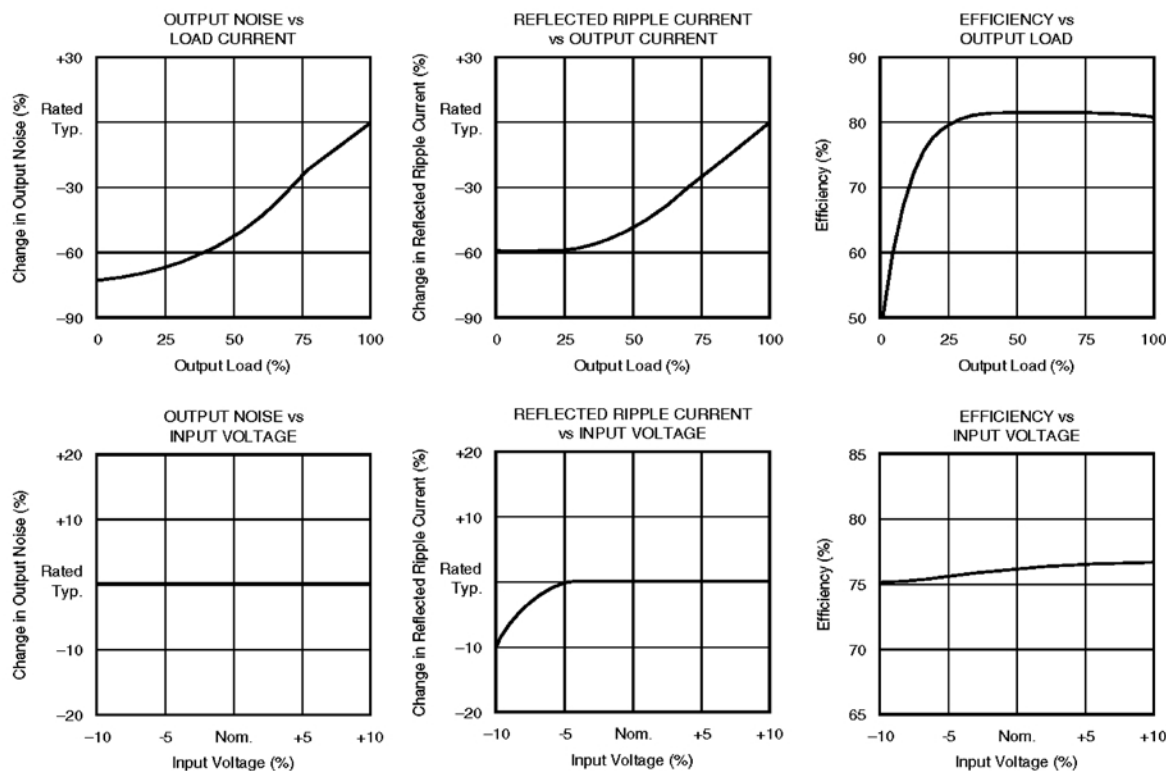 OUTPUT NOISE vs
LOAD CURRENT
Change in Output Noise (%)
+30
Rated
Typ.
–30
–60
–90
0 25 50 75 100
Output Load (%)
REFLECTED RIPPLE CURRENT
vs OUTPUT CURRENT
Change in Reflected Ripple Current (%)
+30
Rated
Typ.
–30
–60
–90
0 25 50 75 100
Output Load (%)
EFFICIENCY vs
OUTPUT LOAD
Efficiency (%)
90
80
70
60
50
0 25 50 75 100
Output Load (%)
OUTPUT NOISE vs
INPUT VOLTAGE
Change in Output Noise (%)
+20
+10
Rated
Typ.
–10
–20
–10 -5 Nom. +5 +10
Input Voltage (%)
REFLECTED RIPPLE CURRENT
vs INPUT VOLTAGE
Change in Reflected Ripple Current (%)
+20
+10
Rated
Typ.
–10
–20
–10 -5 Nom. +5 +10
Input Voltage (%)
EFFICIENCY vs
INPUT VOLTAGE
Efficiency (%)
85
80
75
70
65
–10 -5 Nom. +5 +10
Input Voltage (%)